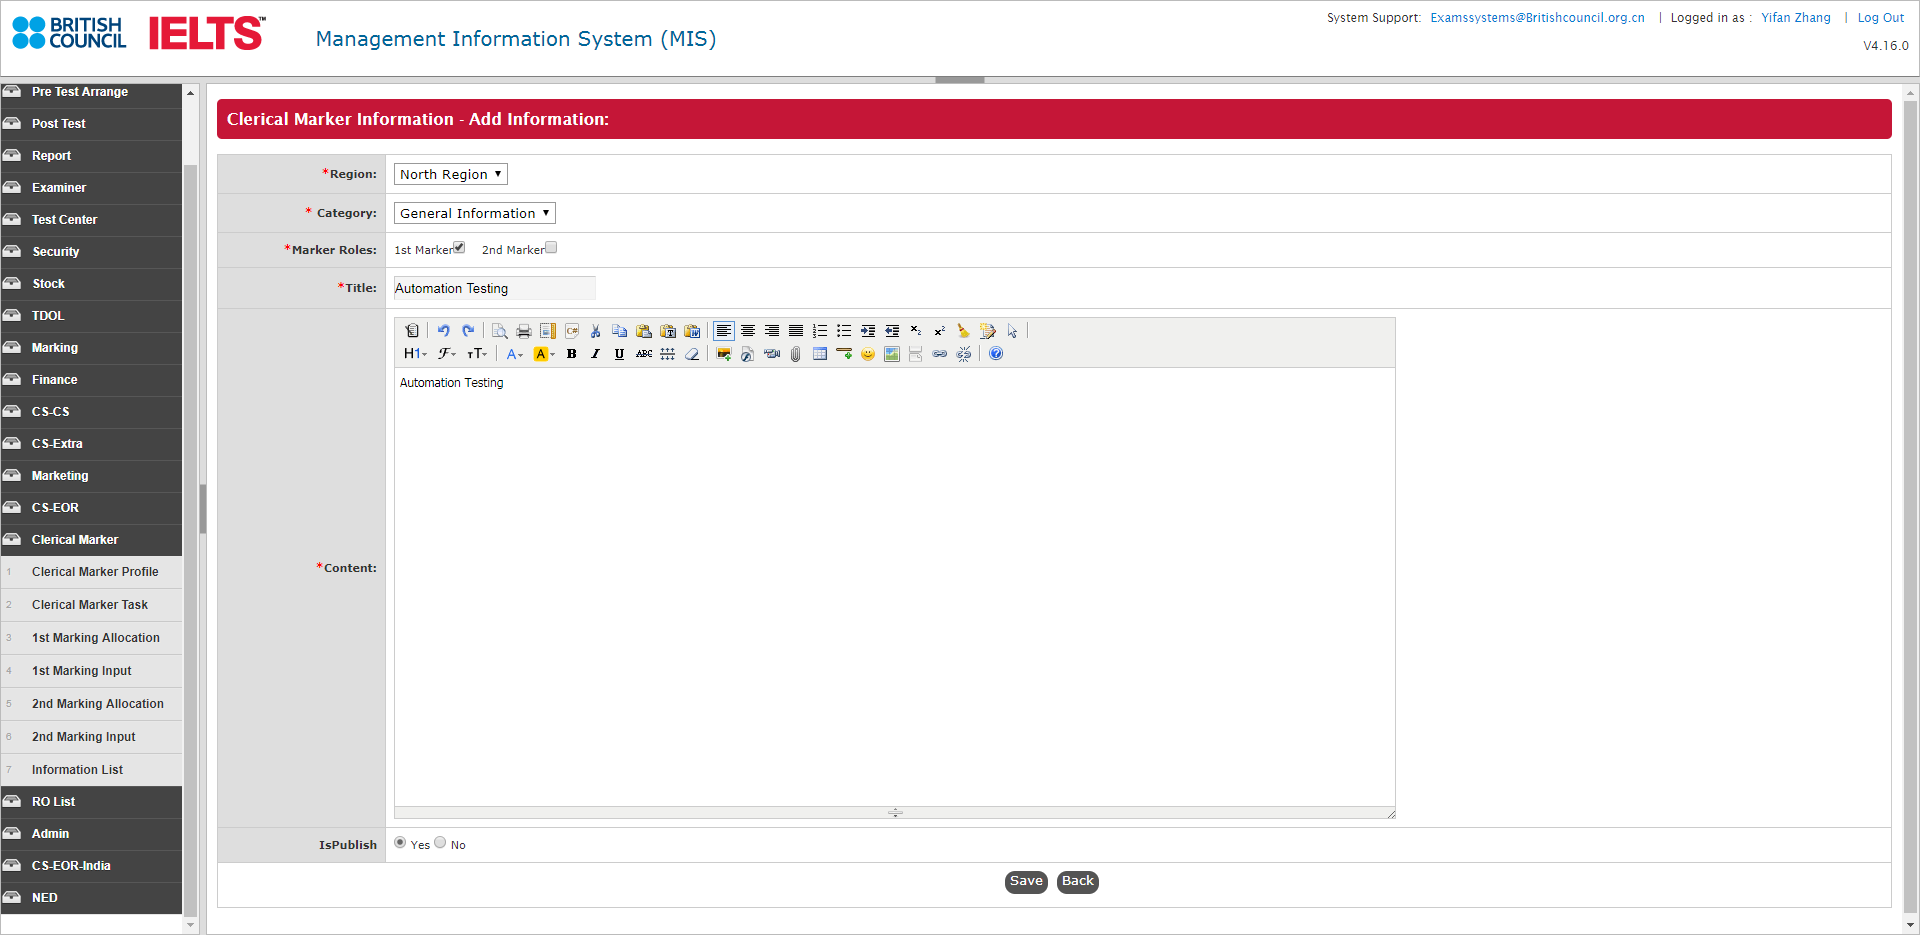 BRITISH
COUNCIL
IELTS™
Management Information System (MIS)
System Support: Examssystems@Britishcouncil.org.cn | Logged in as : Yifan Zhang | Log Out
V4.16.0
Pre Test Arrange
Post Test
Report
Examiner
Test Center
Security
Stock
TDOL
Marking
Finance
CS-CS
CS-Extra
Marketing
CS-EOR
Clerical Marker
1 Clerical Marker Profile
2 Clerical Marker Task
3 1st Marking Allocation
4 1st Marking Input
5 2nd Marking Allocation
6 2nd Marking Input
7 Information List
RO List
Admin
CS-EOR-India
NED
Clerical Marker Information - Add Information:
*Region: North Region
* Category: General Information
*Marker Roles: 1st Marker 2nd Marker
*Title: Automation Testing
H1 F TT A A B I U ABC
Automation Testing
*Content:
IsPublish Yes No
Save Back